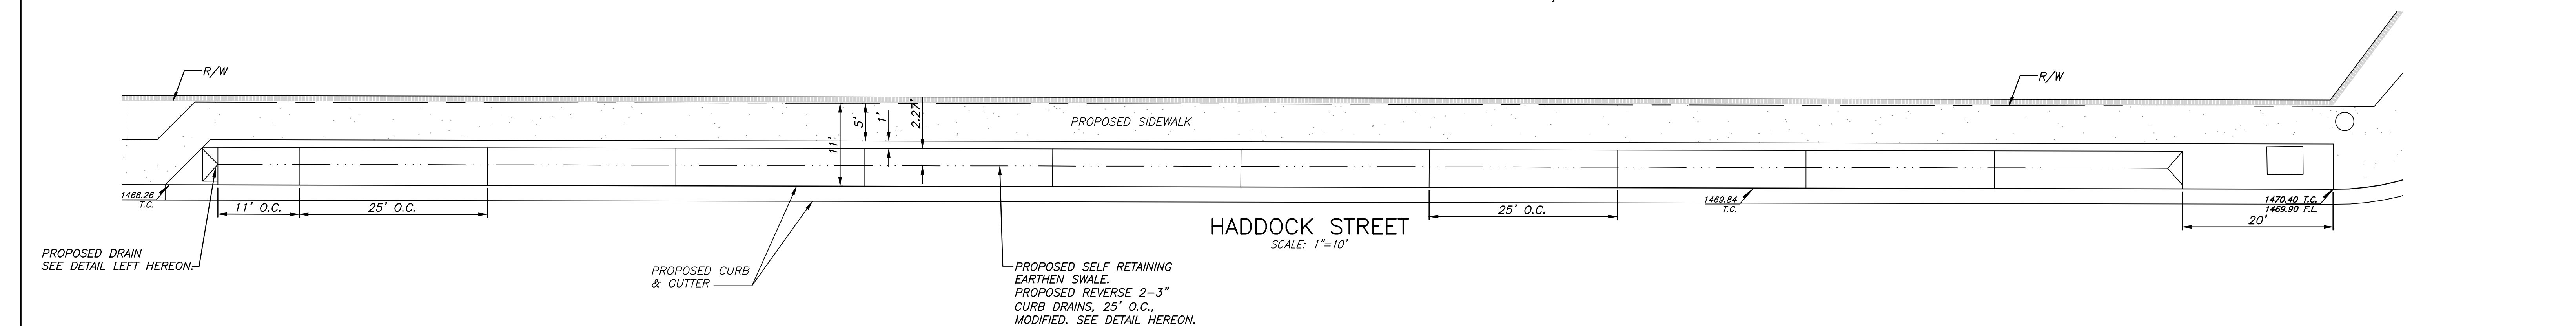 R/W
R/W
11'
5'
1'
2.27'
PROPOSED SIDEWALK
1468.26
T.C.
11' O.C.
25' O.C.
25' O.C.
1469.84
T.C.
1470.40 T.C.
1469.90 F.L.
20'
HADDOCK STREET
SCALE: 1"=10'
PROPOSED DRAIN
SEE DETAIL LEFT HEREON.
PROPOSED CURB
& GUTTER
PROPOSED SELF RETAINING
EARTHEN SWALE.
PROPOSED REVERSE 2-3"
CURB DRAINS, 25' O.C.,
MODIFIED. SEE DETAIL HEREON.